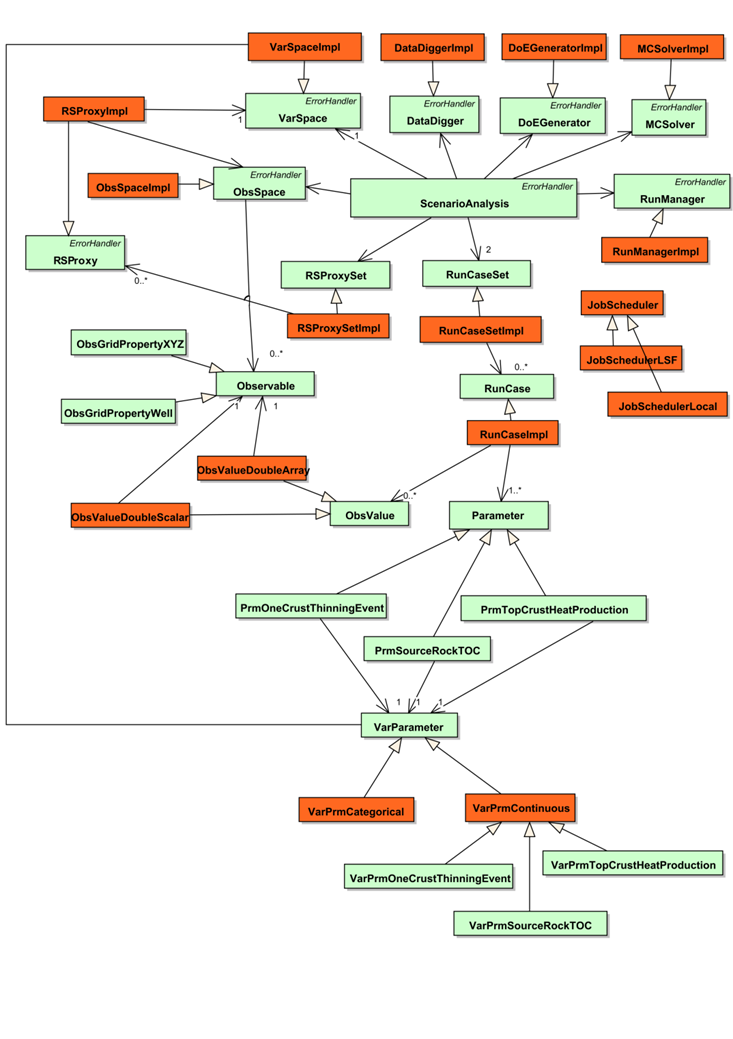 VarSpaceImpl
DataDiggerImpl
DoEGeneratorImpl
MCSolverImpl
RSProxyImpl
1
ErrorHandler
VarSpace
1
ErrorHandler
DataDigger
ErrorHandler
DoEGenerator
ErrorHandler
MCSolver
ObsSpaceImpl
ErrorHandler
ObsSpace
ErrorHandler
ScenarioAnalysis
ErrorHandler
RunManager
ErrorHandler
RSProxy
0..*
2
RunManagerImpl
RSProxySet
RunCaseSet
JobScheduler
RSProxySetImpl
RunCaseSetImpl
ObsGridPropertyXYZ
0..*
0..*
JobSchedulerLSF
Observable
1
1
RunCase
ObsGridPropertyWell
JobSchedulerLocal
RunCaseImpl
ObsValueDoubleArray
0..*
1..*
ObsValueDoubleScalar
ObsValue
Parameter
PrmOneCrustThinningEvent
PrmTopCrustHeatProduction
PrmSourceRockTOC
1
1
1
VarParameter
VarPrmCategorical
VarPrmContinuous
VarPrmOneCrustThinningEvent
VarPrmTopCrustHeatProduction
VarPrmSourceRockTOC